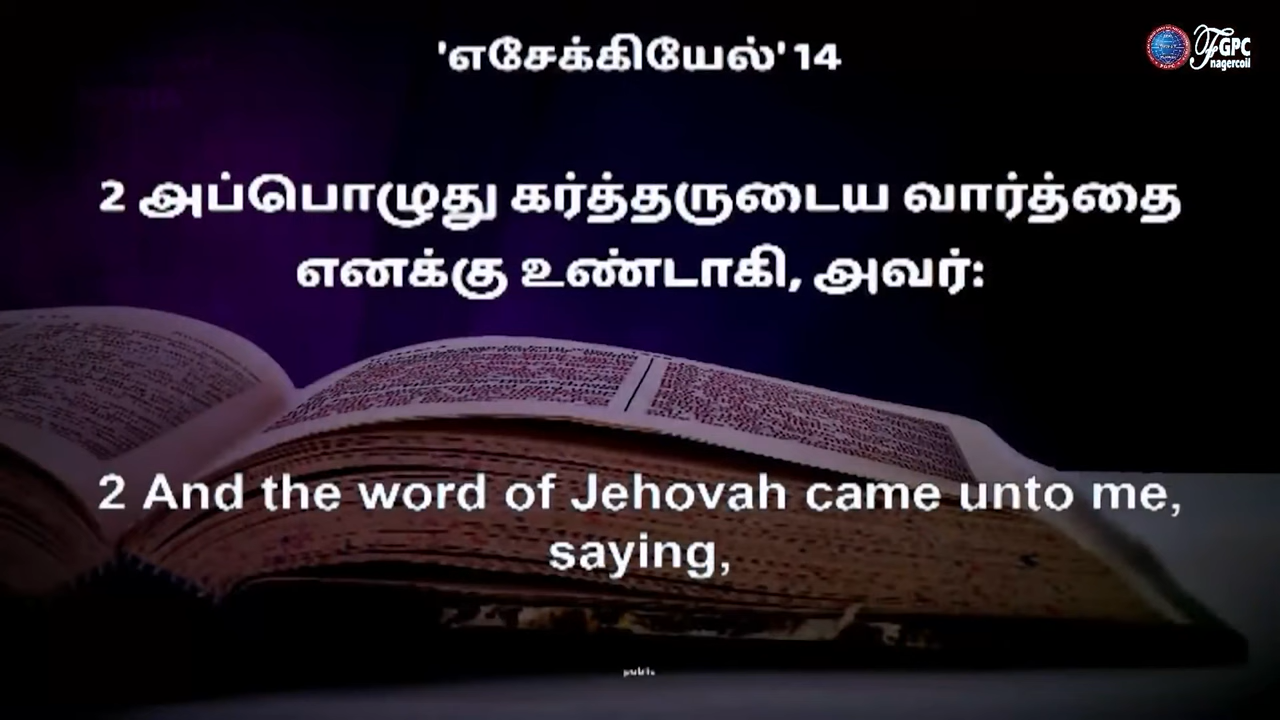 'எசேக்கியேல்' 14
FGPC
nagercoil
2 அப்பொழுது கர்த்தருடைய வார்த்தை
எனக்கு உண்டாகி, அவர்:
2 And the word of Jehovah came unto me,
saying,